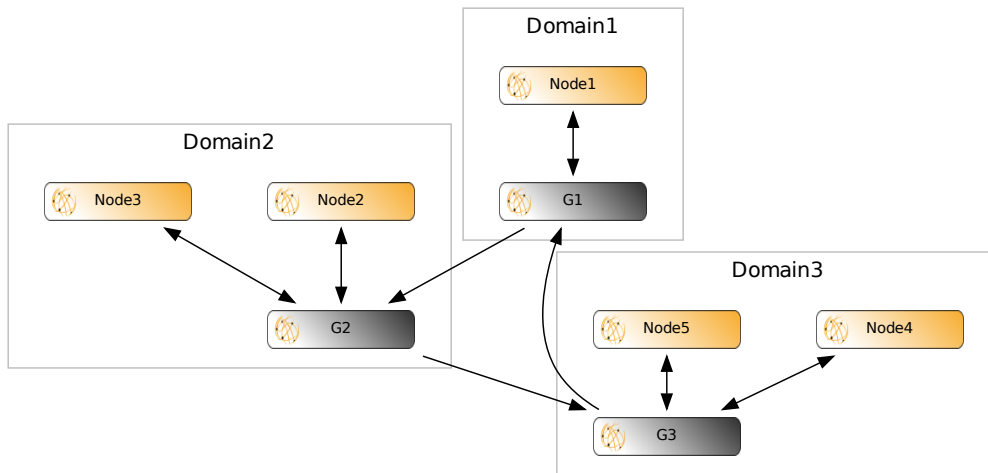 Domain1
Node1
G1
Domain2
Node3
Node2
G2
Domain3
Node5
Node4
G3